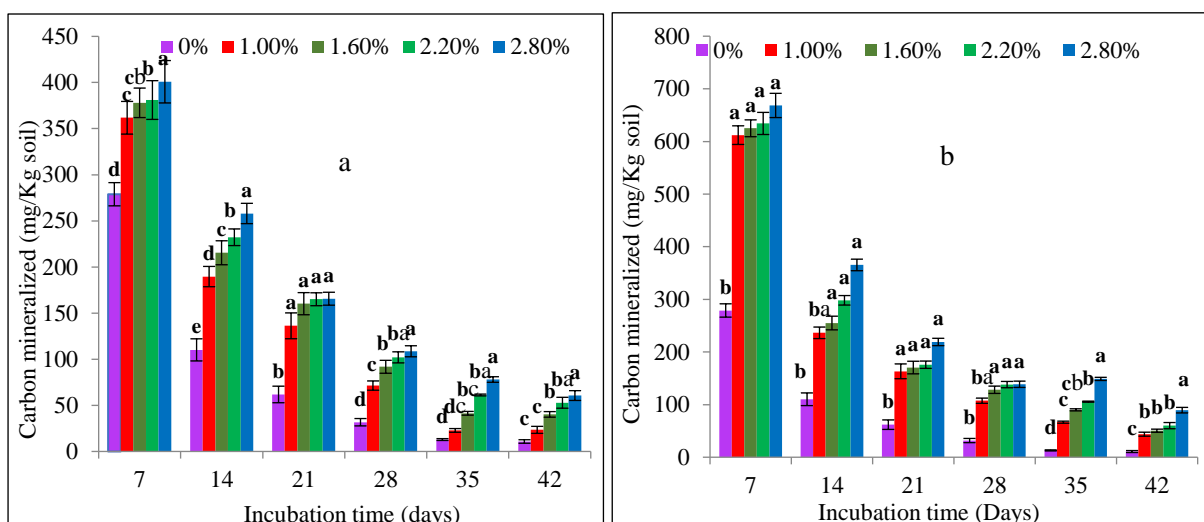 Carbon mineralized (mg/Kg soil)
450
400
350
300
250
200
150
100
50
0
0% 1.00% 1.60% 2.20% 2.80%
d c cb b a
e d c b a
b a a a a
d c b ba a
d dc bc ba a
c c b ba a
a
7 14 21 28 35 42
Incubation time (days)
Carbon mineralized (mg/Kg soil)
800
700
600
500
400
300
200
100
0
0% 1.00% 1.60% 2.20% 2.80%
b a a a a
b ba a a a
b a a a a
b ba a a a
d c cb b a
c b b b a
b
7 14 21 28 35 42
Incubation time (Days)